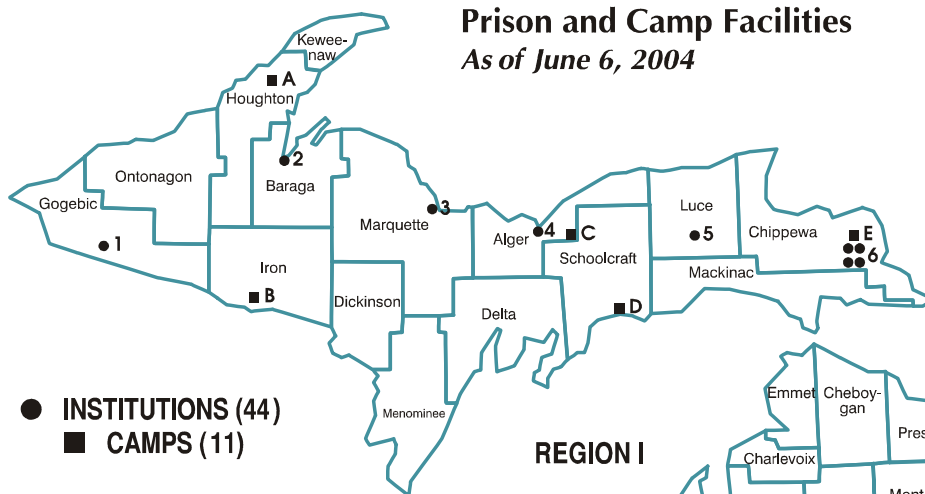 Prison and Camp Facilities
As of June 6, 2004
Kewee-
naw
A
Houghton
2
Baraga
Ontonagon
Gogebic
1
3
Marquette
Alger
4
C
Schoolcraft
Luce
5
Chippewa
E
6
Mackinac
Iron
B
Dickinson
Delta
D
Menominee
INSTITUTIONS (44)
CAMPS (11)
REGION I
Emmet
Cheboy-
gan
Pres
Charlevoix